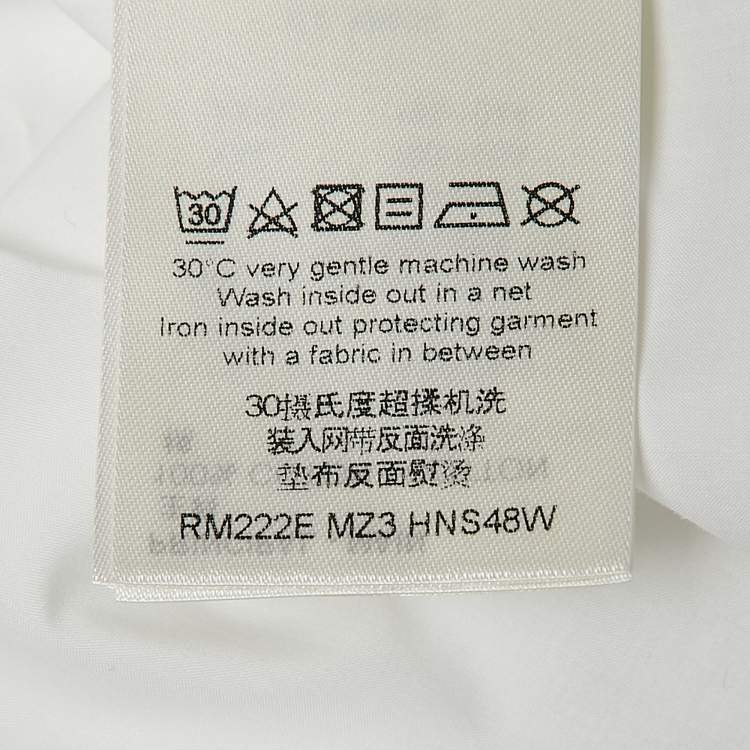 30
30°C very gentle machine wash
Wash inside out in a net
Iron inside out protecting garment
with a fabric in between
30摄氏度超揉机洗
装入网带反面洗涤
垫布反面熨烫
RM222E MZ3 HNS48W